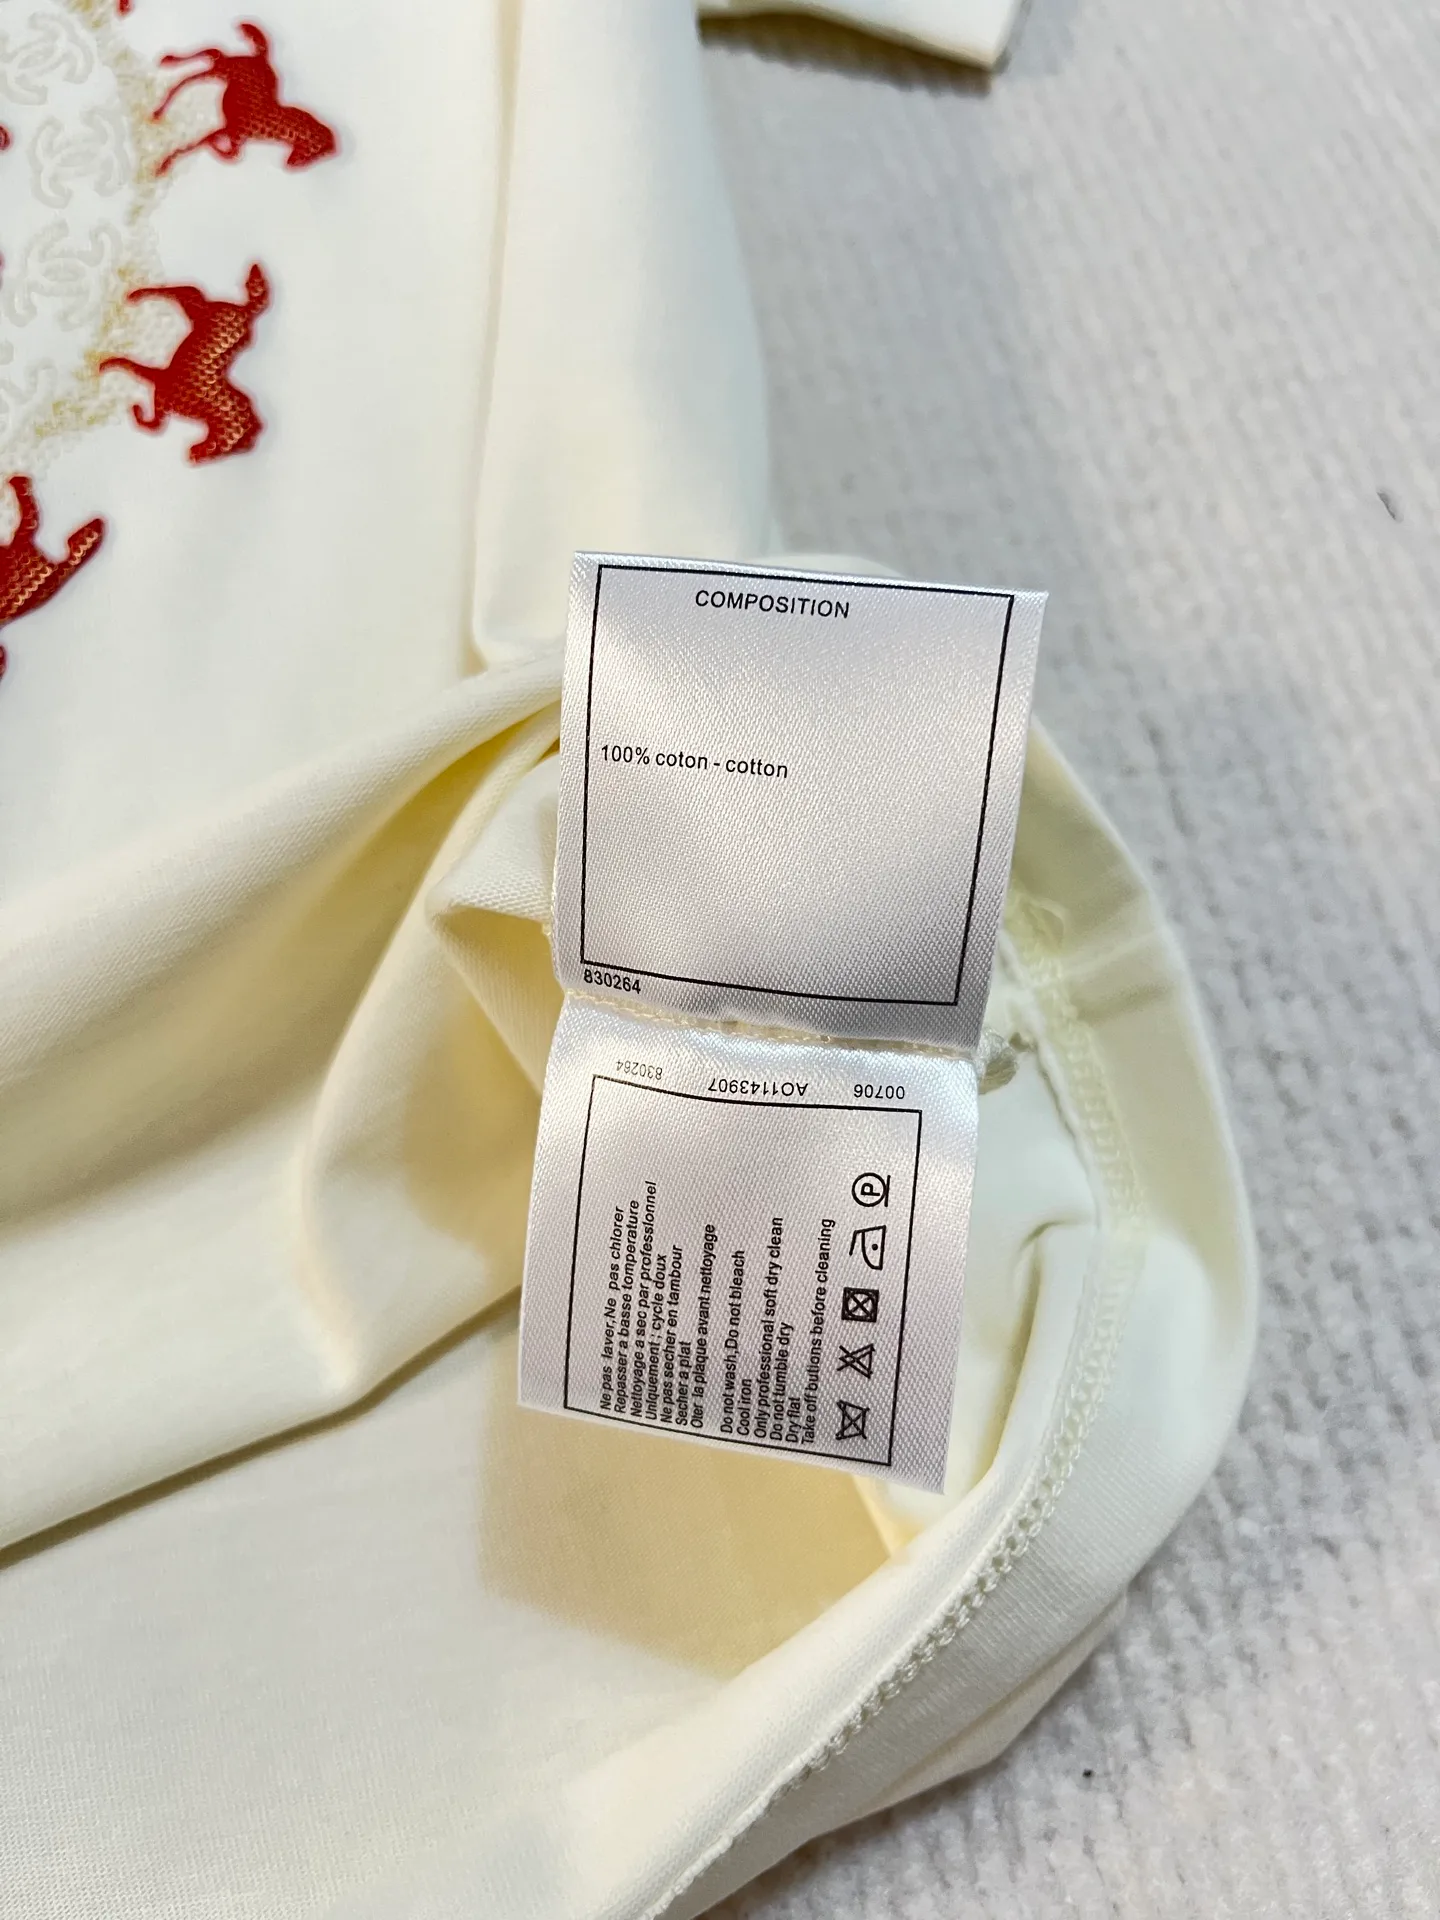 COMPOSITION
100% coton - cotton
830264
00706 AO1143907 830264
Ne pas laver,Ne pas chlorer
Repasser a basse tomperature
Nettoyage a sec par professionnel
Uniquement ; cycle doux
Ne pas secher en tambour
Secher a plat
Oter la plaque avant nettoyage
Do not wash,Do not bleach
Cool iron
Only professional soft dry clean
Do not tumble dry
Dry flat
Take off buttons before cleaning
P